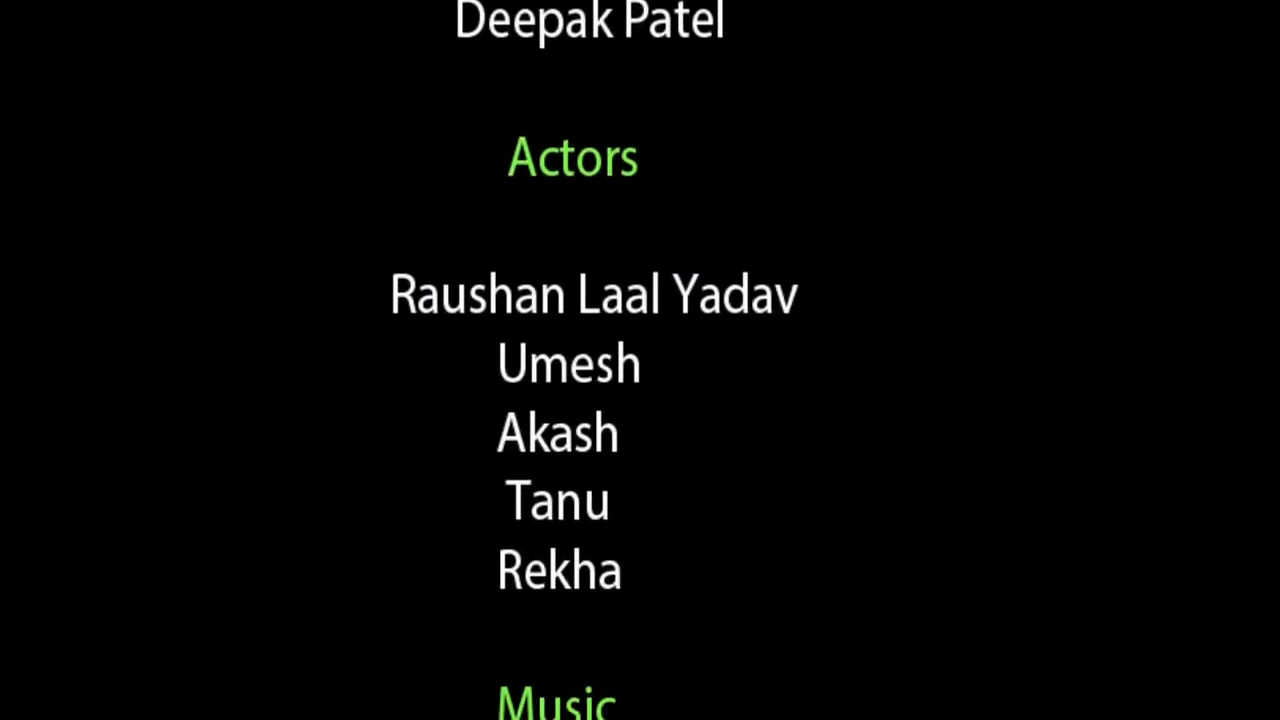 Deepak Patel
Actors
Raushan Laal Yadav
Umesh
Akash
Tanu
Rekha
Music